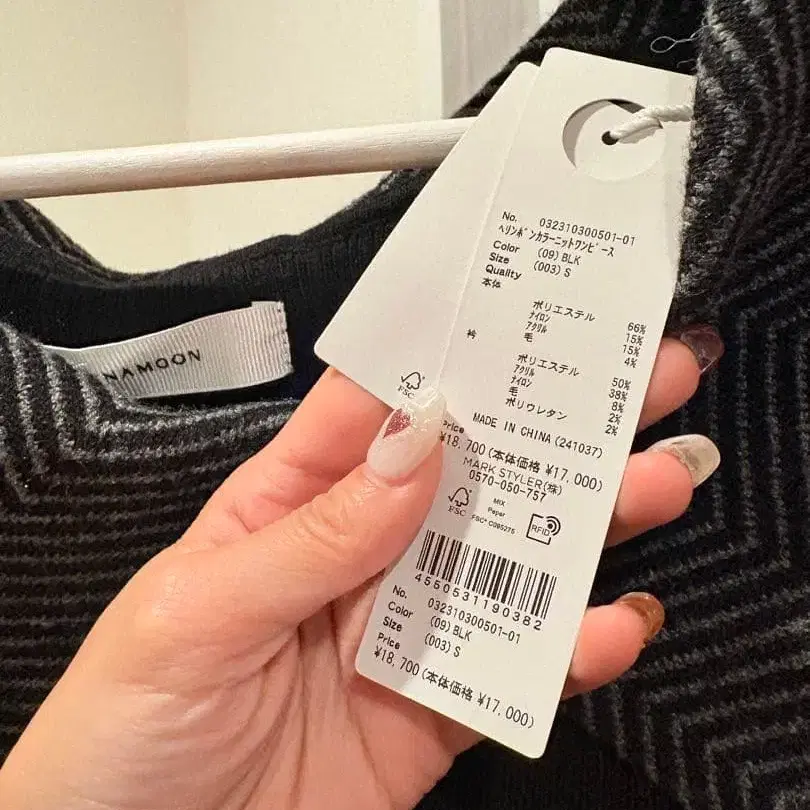 NAMOON
No. 032310300501-01
ヘリンボンカラーニットワンピース
Color (09)BLK
Size (003)S
Quality
本体
ポリエステル 66%
ナイロン 15%
アクリル 15%
毛 4%
衿
ポリエステル 50%
アクリル 38%
ナイロン 8%
毛 2%
ポリウレタン 2%
MADE IN CHINA (241037)
Price
¥18,700(本体価格 ¥17,000)
MARK STYLER(株)
0570-050-757
FSC
MIX
Paper
FSC® C095275
RFID
FSC
4550531190382
No. 032310300501-01
Color (09)BLK
Size (003)S
Price
¥18,700(本体価格 ¥17,000)